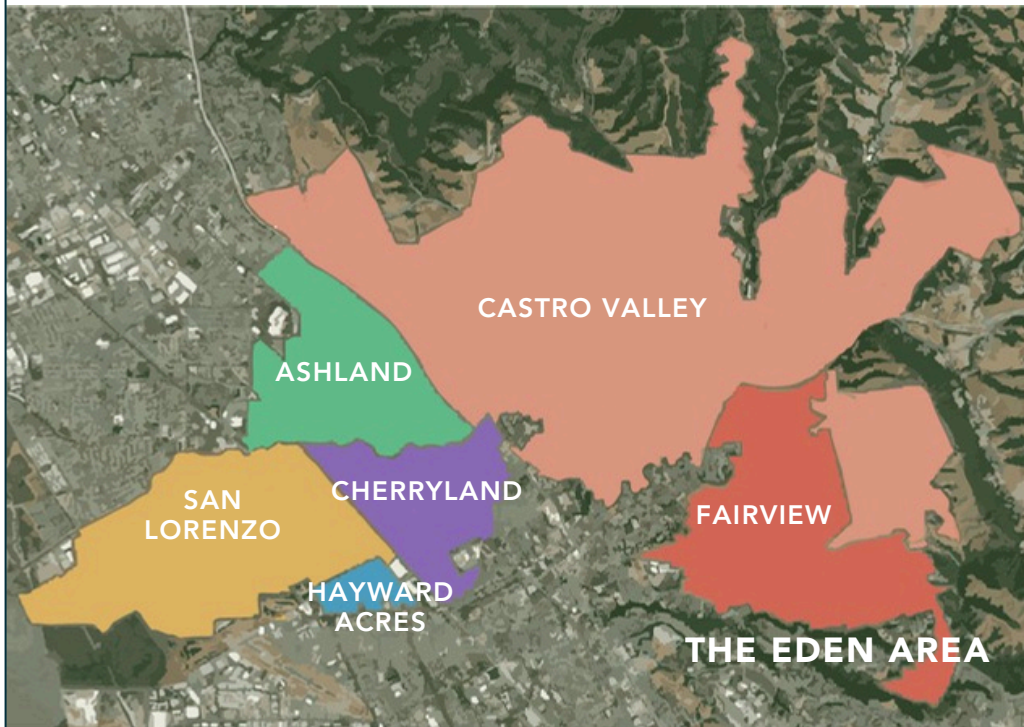 CASTRO VALLEY
ASHLAND
CHERRYLAND
SAN
LORENZO
FAIRVIEW
HAYWARD
ACRES
THE EDEN AREA